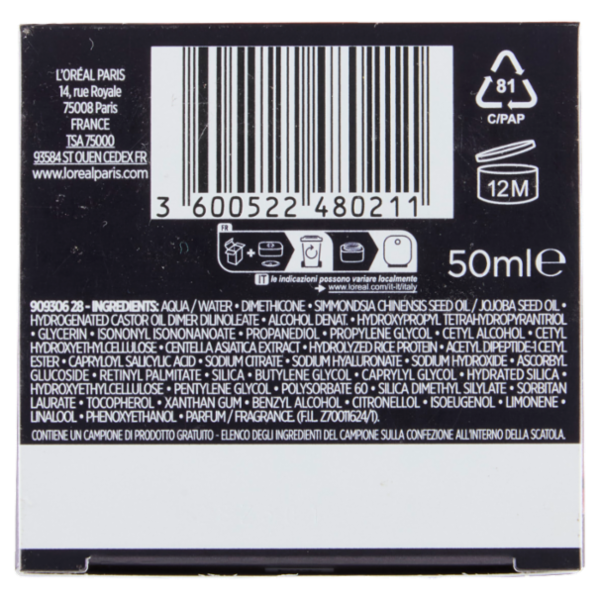 L'ORÉAL PARIS
14, rue Royale
75008 Paris
FRANCE
TSA 75000
93584 ST OUEN CEDEX FR
www.lorealparis.com
3 600522 480211
81
C/PAP
12M
FR
+
IT le indicazioni possono variare localmente
www.loreal.com/it-it/italy
50ml℮
909306 28 - INGREDIENTS: AQUA / WATER • DIMETHICONE • SIMMONDSIA CHINENSIS SEED OIL / JOJOBA SEED OIL •
HYDROGENATED CASTOR OIL DIMER DILINOLEATE • ALCOHOL DENAT. • HYDROXYPROPYL TETRAHYDROPYRANTRIOL
• GLYCERIN • ISONONYL ISONONANOATE • PROPANEDIOL • PROPYLENE GLYCOL • CETYL ALCOHOL • CETYL
HYDROXYETHYLCELLULOSE • CENTELLA ASIATICA EXTRACT • HYDROLYZED RICE PROTEIN • ACETYL DIPEPTIDE-1 CETYL
ESTER • CAPRYLOYL SALICYLIC ACID • SODIUM CITRATE • SODIUM HYALURONATE • SODIUM HYDROXIDE • ASCORBYL
GLUCOSIDE • RETINYL PALMITATE • SILICA • BUTYLENE GLYCOL • CAPRYLYL GLYCOL • HYDRATED SILICA •
HYDROXYETHYLCELLULOSE • PENTYLENE GLYCOL • POLYSORBATE 60 • SILICA DIMETHYL SILYLATE • SORBITAN
LAURATE • TOCOPHEROL • XANTHAN GUM • BENZYL ALCOHOL • CITRONELLOL • ISOEUGENOL • LIMONENE •
LINALOOL • PHENOXYETHANOL • PARFUM / FRAGRANCE. (F.I.L. Z70011624/1).
CONTIENE UN CAMPIONE DI PRODOTTO GRATUITO - ELENCO DEGLI INGREDIENTI DEL CAMPIONE SULLA CONFEZIONE ALL'INTERNO DELLA SCATOLA.